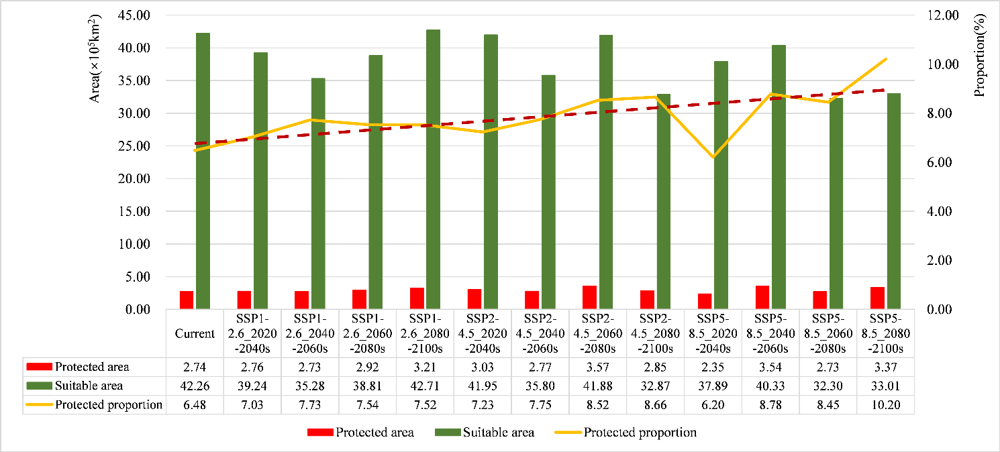 Area(×10⁵km²)
45.00
40.00
35.00
30.00
25.00
20.00
15.00
10.00
5.00
0.00
12.00
10.00
8.00
6.00
4.00
2.00
0.00
Proportion(%)
Current SSP1-2.6_2020-2040s SSP1-2.6_2040-2060s SSP1-2.6_2060-2080s SSP1-2.6_2080-2100s SSP2-4.5_2020-2040s SSP2-4.5_2040-2060s SSP2-4.5_2060-2080s SSP2-4.5_2080-2100s SSP5-8.5_2020-2040s SSP5-8.5_2040-2060s SSP5-8.5_2060-2080s SSP5-8.5_2080-2100s
Protected area 2.74 2.76 2.73 2.92 3.21 3.03 2.77 3.57 2.85 2.35 3.54 2.73 3.37
Suitable area 42.26 39.24 35.28 38.81 42.71 41.95 35.80 41.88 32.87 37.89 40.33 32.30 33.01
Protected proportion 6.48 7.03 7.73 7.54 7.52 7.23 7.75 8.52 8.66 6.20 8.78 8.45 10.20
Protected area Suitable area Protected proportion